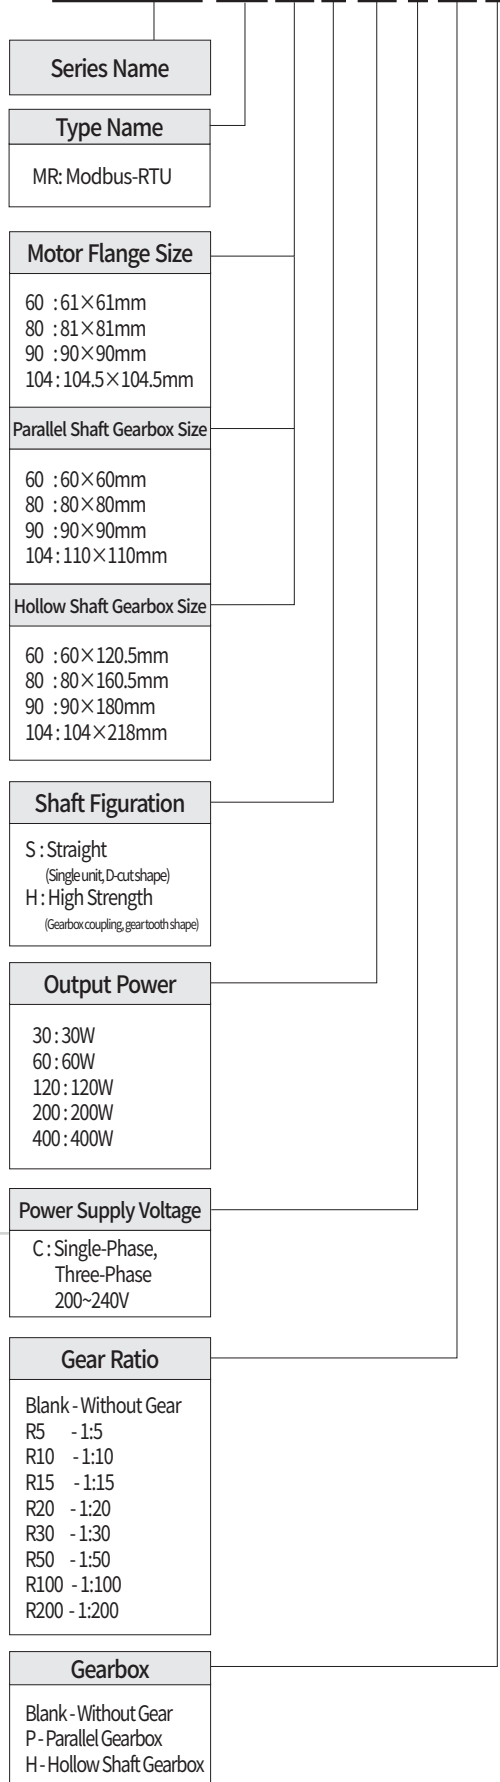 Series Name
Type Name
MR: Modbus-RTU
Motor Flange Size
60 : 61×61mm
80 : 81×81mm
90 : 90×90mm
104 : 104.5×104.5mm
Parallel Shaft Gearbox Size
60 : 60×60mm
80 : 80×80mm
90 : 90×90mm
104 : 110×110mm
Hollow Shaft Gearbox Size
60 : 60×120.5mm
80 : 80×160.5mm
90 : 90×180mm
104 : 104×218mm
Shaft Figuration
S : Straight
(Single unit, D-cut shape)
H : High Strength
(Gearbox coupling, gear tooth shape)
Output Power
30 : 30W
60 : 60W
120 : 120W
200 : 200W
400 : 400W
Power Supply Voltage
C : Single-Phase,
Three-Phase
200~240V
Gear Ratio
Blank - Without Gear
R5 - 1:5
R10 - 1:10
R15 - 1:15
R20 - 1:20
R30 - 1:30
R50 - 1:50
R100 - 1:100
R200 - 1:200
Gearbox
Blank - Without Gear
P - Parallel Gearbox
H - Hollow Shaft Gearbox